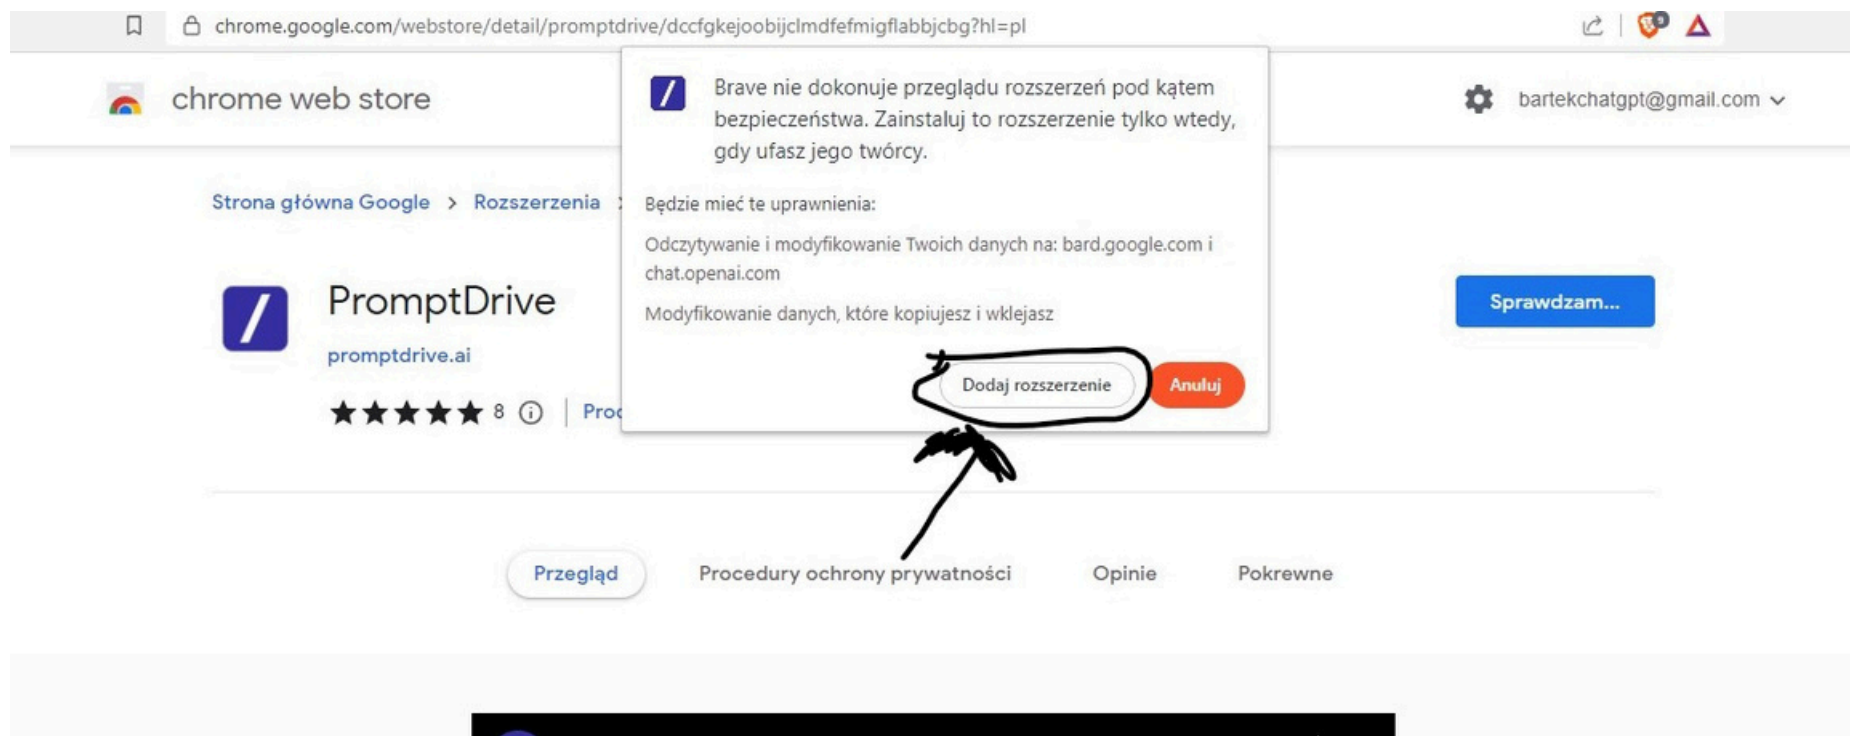 chrome.google.com/webstore/detail/promptdrive/dccfgkejoobijclmdfefmigflabbjcbg?hl=pl
9
chrome web store
bartekchatgpt@gmail.com
Brave nie dokonuje przeglądu rozszerzeń pod kątem
bezpieczeństwa. Zainstaluj to rozszerzenie tylko wtedy,
gdy ufasz jego twórcy.
Będzie mieć te uprawnienia:
Odczytywanie i modyfikowanie Twoich danych na: bard.google.com i
chat.openai.com
Modyfikowanie danych, które kopiujesz i wklejasz
Dodaj rozszerzenie Anuluj
Strona główna Google > Rozszerzenia
PromptDrive
promptdrive.ai
Sprawdzam...
8
Przegląd Procedury ochrony prywatności Opinie Pokrewne